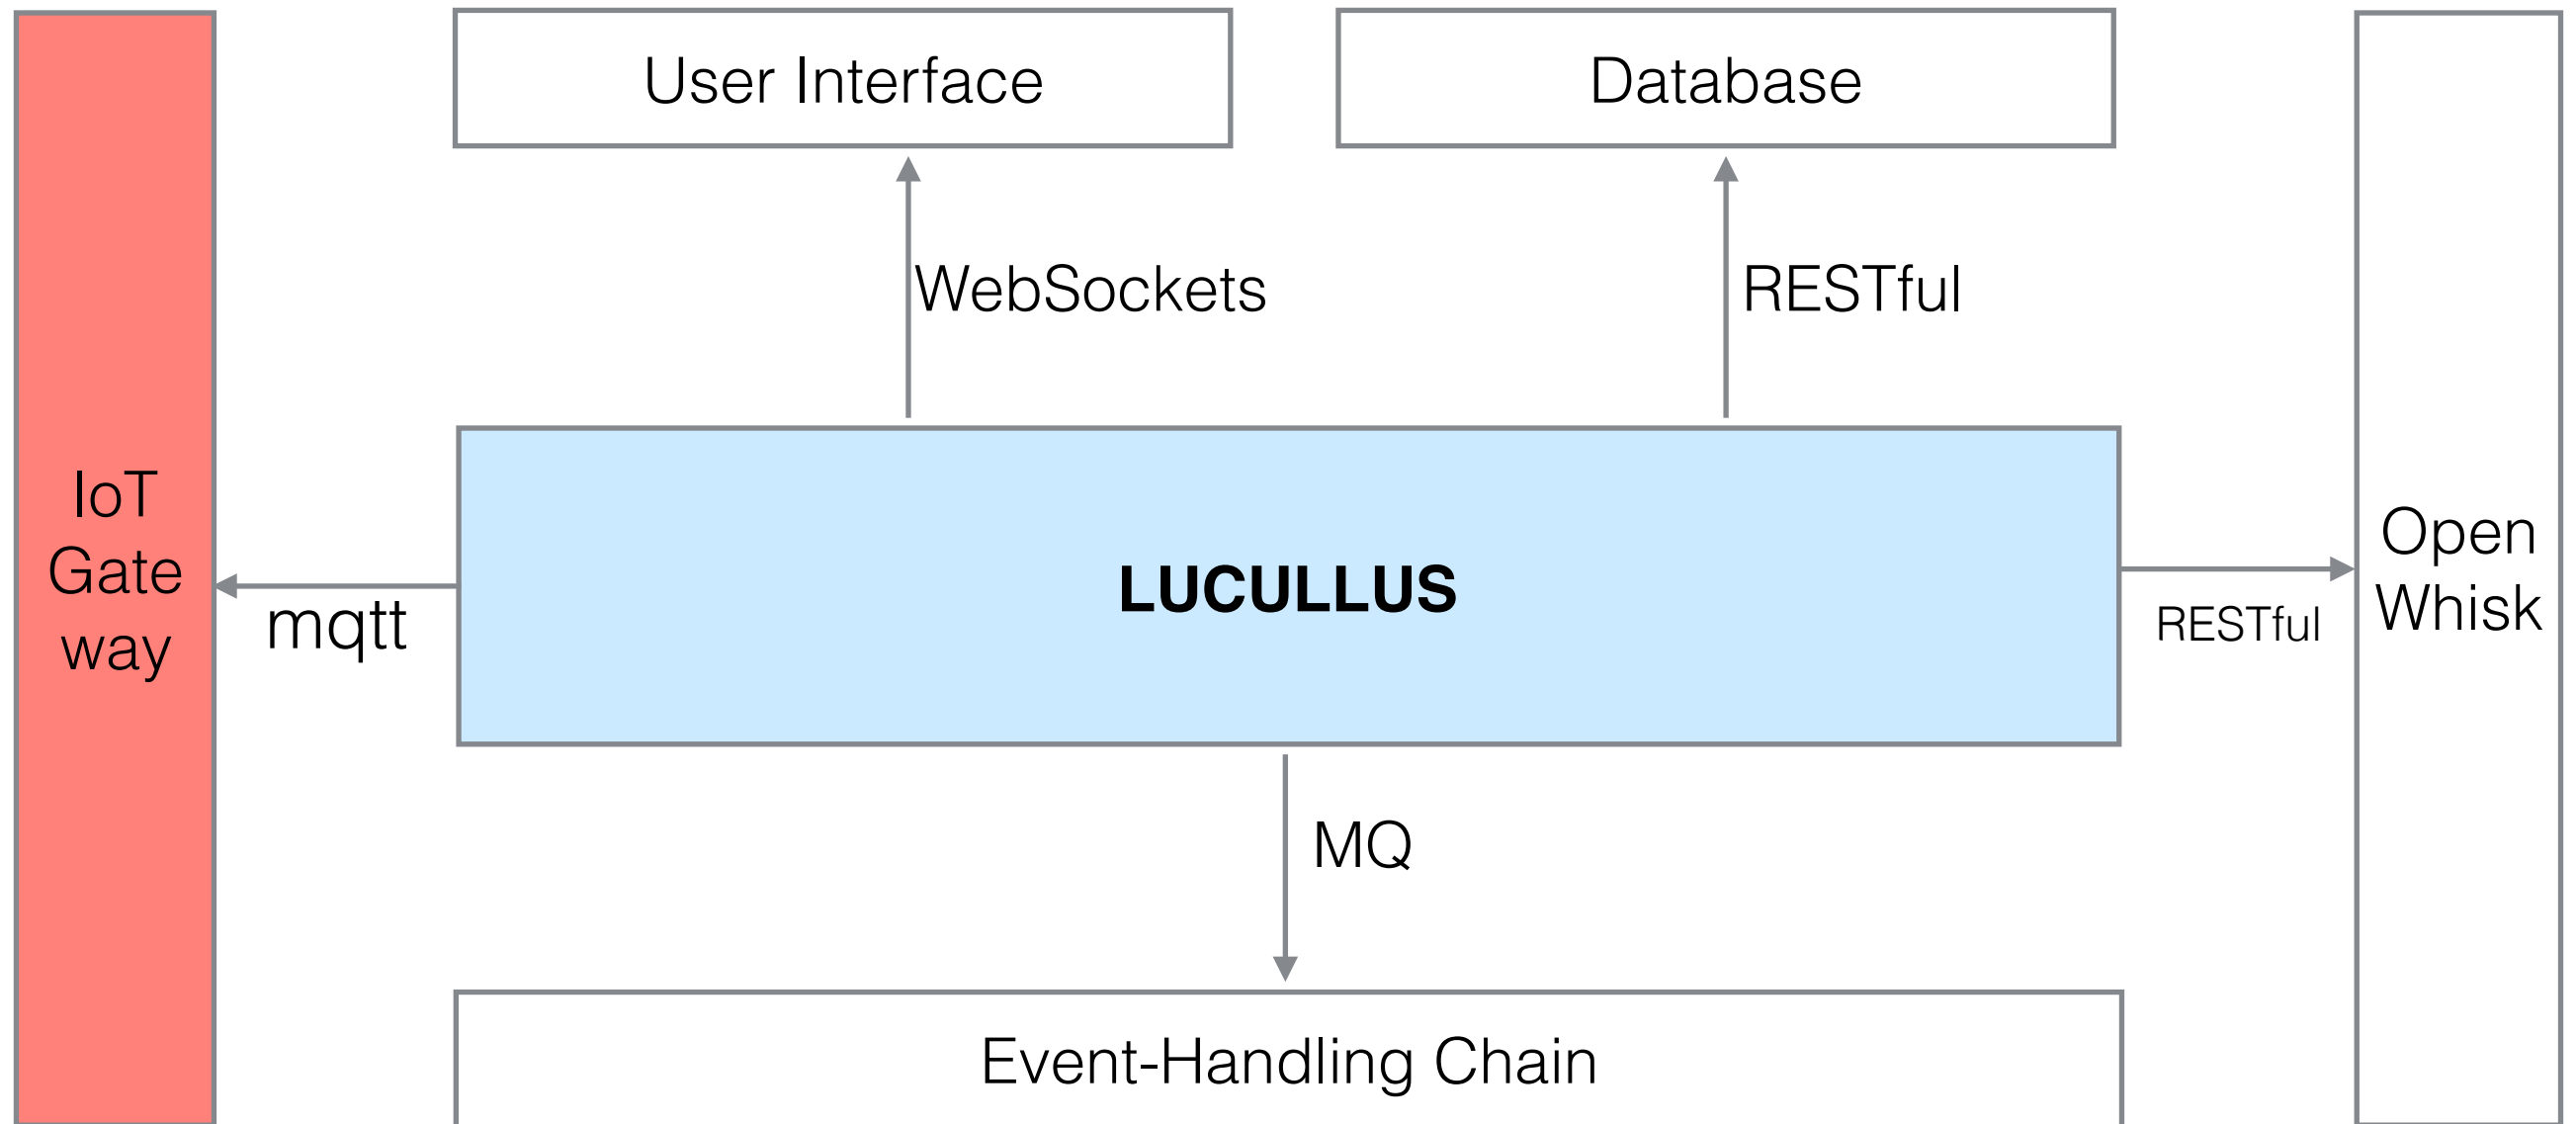 User Interface
Database
WebSockets
RESTful
IoT
Gate
way
mqtt
LUCULLUS
RESTful
Open
Whisk
MQ
Event-Handling Chain